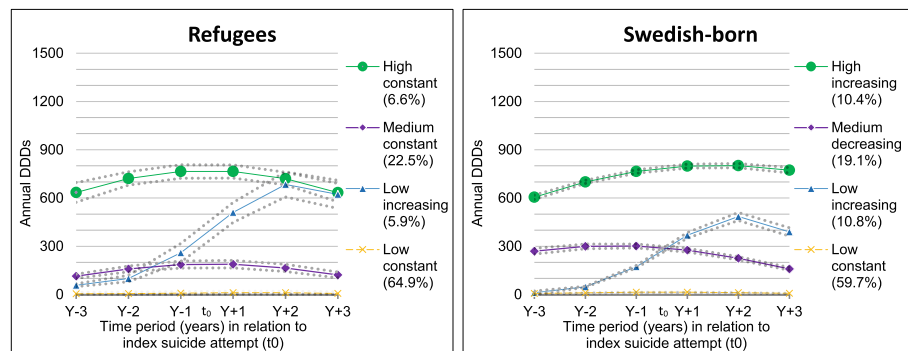 Refugees
1500
1200
900
600
300
0
Annual DDDs
Y-3 Y-2 Y-1 t0 Y+1 Y+2 Y+3
Time period (years) in relation to
index suicide attempt (t0)
High
constant
(6.6%)
Medium
constant
(22.5%)
Low
increasing
(5.9%)
Low
constant
(64.9%)
Swedish-born
1500
1200
900
600
300
0
Annual DDDs
Y-3 Y-2 Y-1 t0 Y+1 Y+2 Y+3
Time period (years) in relation to
index suicide attempt (t0)
High
increasing
(10.4%)
Medium
decreasing
(19.1%)
Low
increasing
(10.8%)
Low
constant
(59.7%)